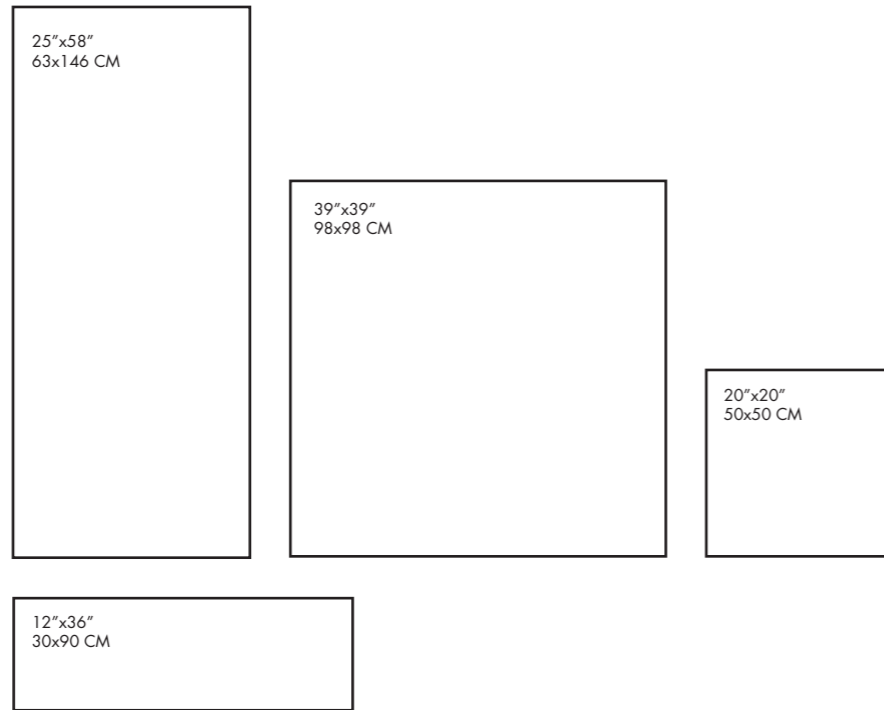 25”x58”
63x146 CM
39”x39”
98x98 CM
20”x20”
50x50 CM
12”x36”
30x90 CM